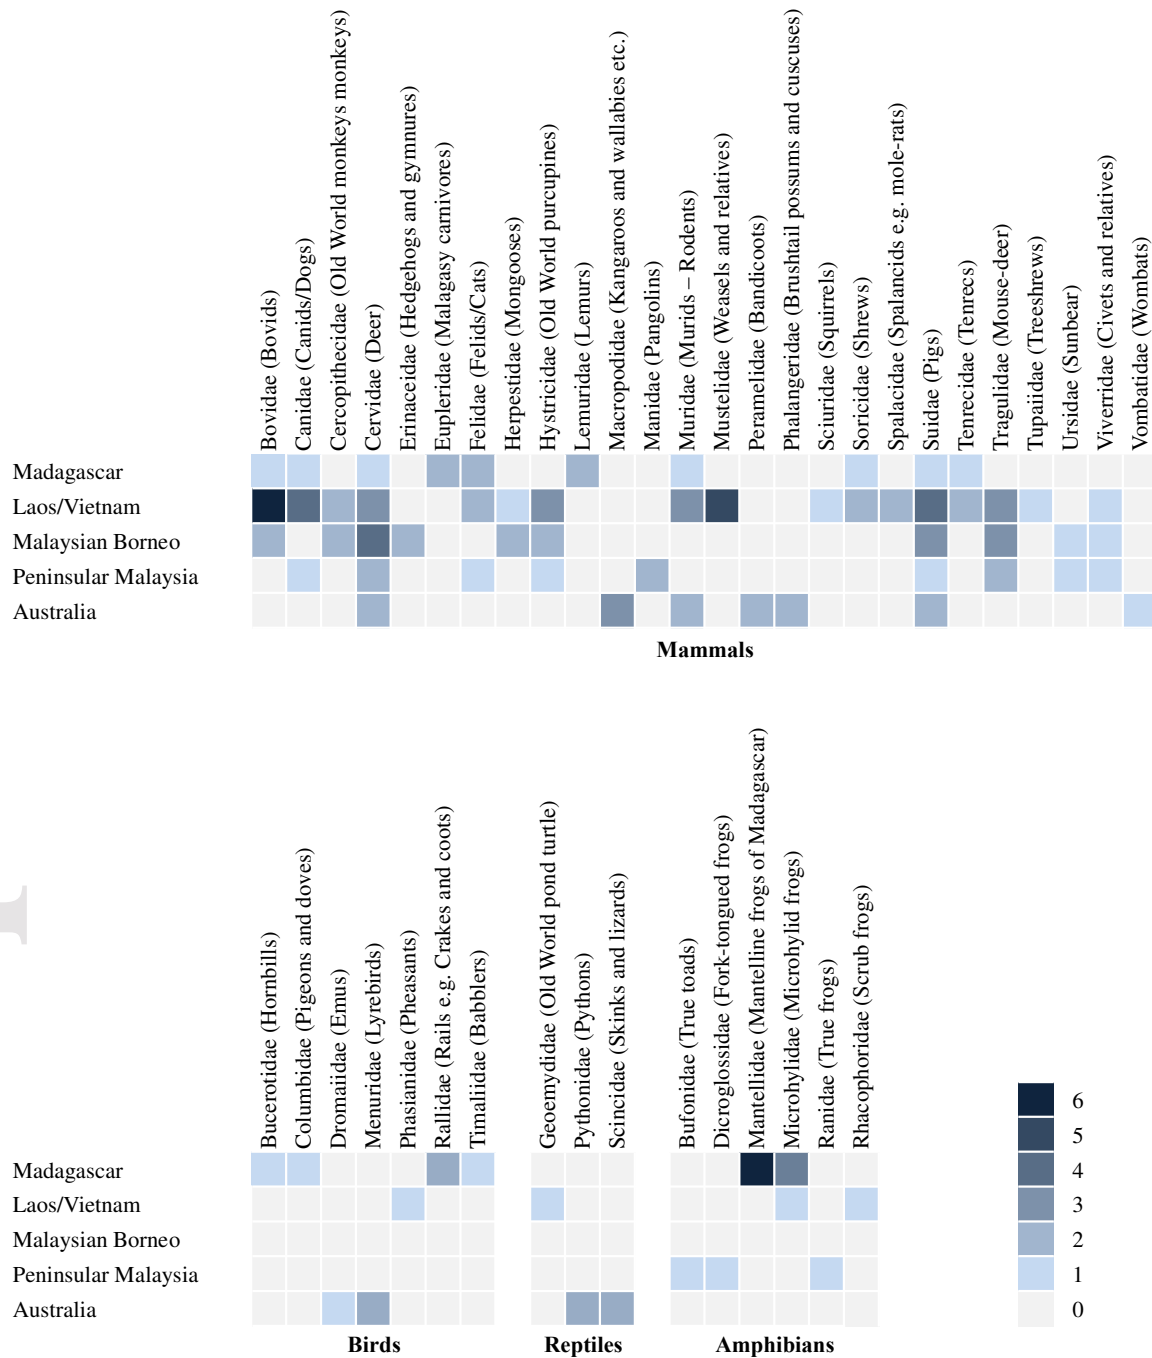 Bovidae (Bovids)
Canidae (Canids/Dogs)
Cercopithecidae (Old World monkeys monkeys)
Cervidae (Deer)
Erinaceidae (Hedgehogs and gymnures)
Eupleridae (Malagasy carnivores)
Felidae (Felids/Cats)
Herpestidae (Mongooses)
Hystricidae (Old World purcupines)
Lemuridae (Lemurs)
Macropodidae (Kangaroos and wallabies etc.)
Manidae (Pangolins)
Muridae (Murids – Rodents)
Mustelidae (Weasels and relatives)
Peramelidae (Bandicoots)
Phalangeridae (Brushtail possums and cuscuses)
Sciuridae (Squirrels)
Soricidae (Shrews)
Spalacidae (Spalancids e.g. mole-rats)
Suidae (Pigs)
Tenrecidae (Tenrecs)
Tragulidae (Mouse-deer)
Tupaiidae (Treeshrews)
Ursidae (Sunbear)
Viverridae (Civets and relatives)
Vombatidae (Wombats)
Madagascar
Laos/Vietnam
Malaysian Borneo
Peninsular Malaysia
Australia
Mammals
Bucerotidae (Hornbills)
Columbidae (Pigeons and doves)
Dromaiidae (Emus)
Menuridae (Lyrebirds)
Phasianidae (Pheasants)
Rallidae (Rails e.g. Crakes and coots)
Timaliidae (Babblers)
Geoemydidae (Old World pond turtle)
Pythonidae (Pythons)
Scincidae (Skinks and lizards)
Bufonidae (True toads)
Dicroglossidae (Fork-tongued frogs)
Mantellidae (Mantelline frogs of Madagascar)
Microhylidae (Microhylid frogs)
Ranidae (True frogs)
Rhacophoridae (Scrub frogs)
Madagascar
Laos/Vietnam
Malaysian Borneo
Peninsular Malaysia
Australia
Birds
Reptiles
Amphibians
6
5
4
3
2
1
0